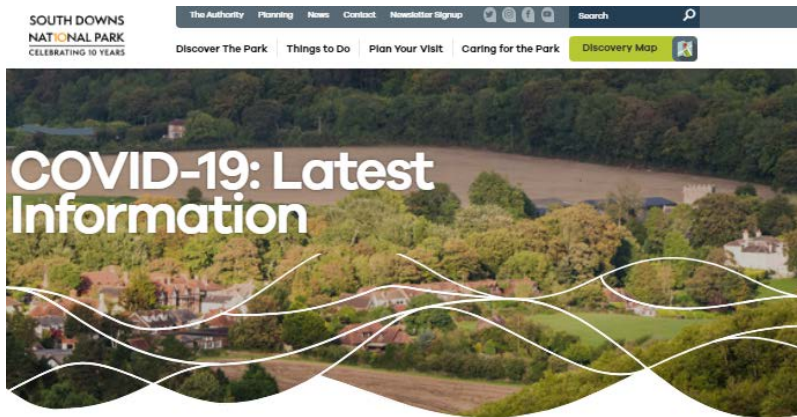 SOUTH DOWNS
NATIONAL PARK
CELEBRATING 10 YEARS
The Authority Planning News Contact Newsletter Signup Search
Discover The Park Things to Do Plan Your Visit Caring for the Park Discovery Map
COVID-19: Latest
Information